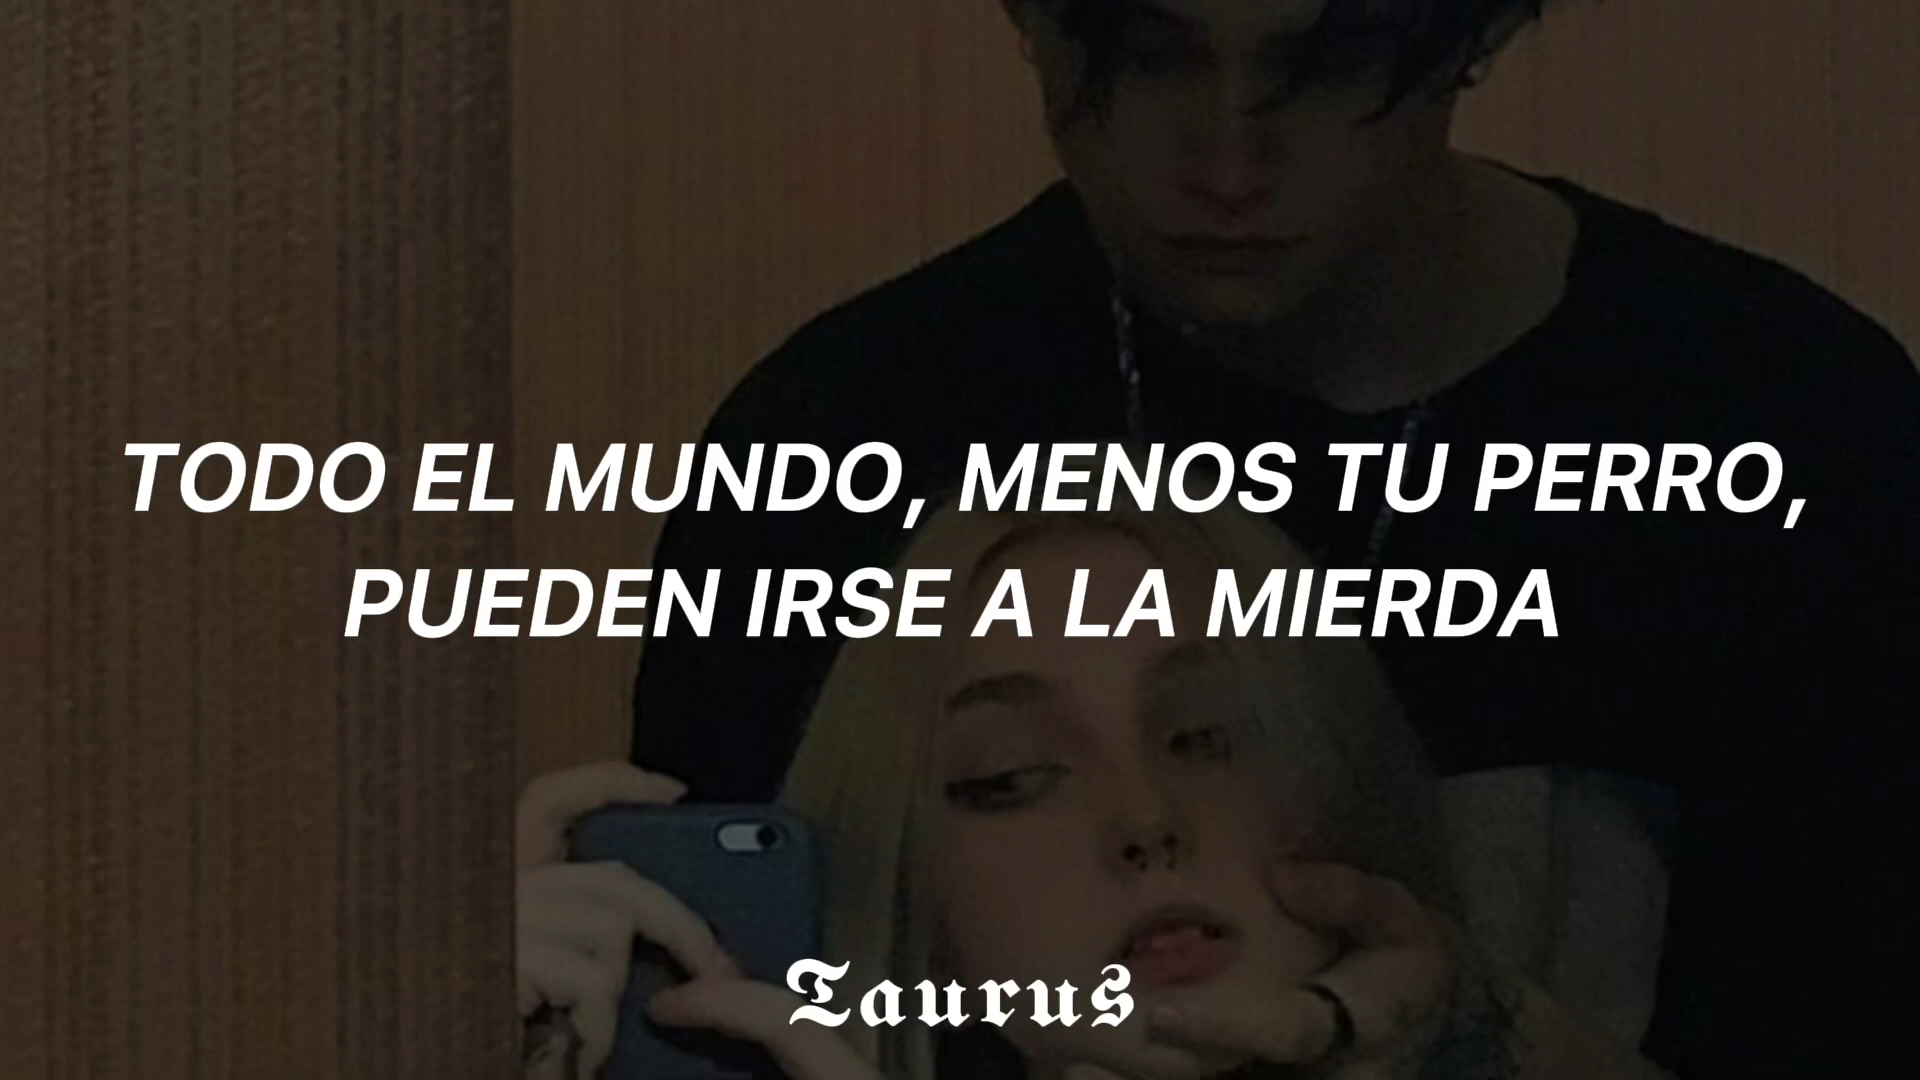 TODO EL MUNDO, MENOS TU PERRO,
PUEDEN IRSE A LA MIERDA
Taurus